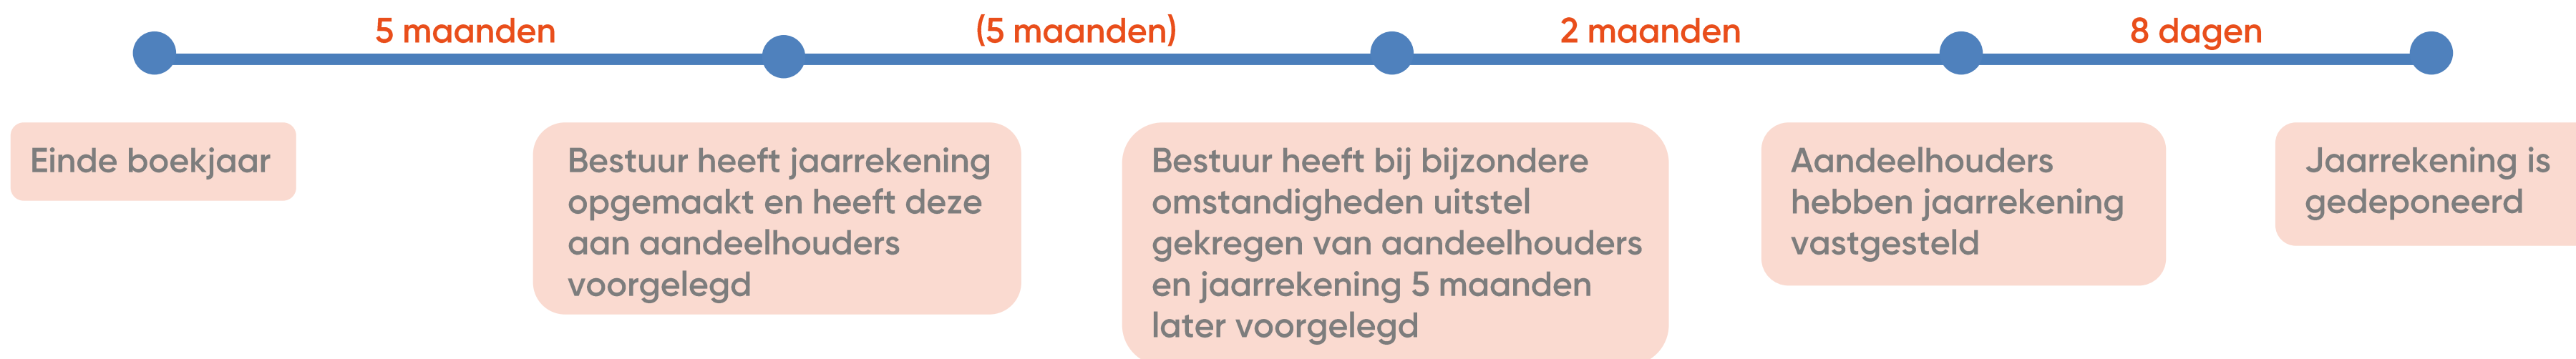 5 maanden
(5 maanden)
2 maanden
8 dagen
Einde boekjaar
Bestuur heeft jaarrekening
opgemaakt en heeft deze
aan aandeelhouders
voorgelegd
Bestuur heeft bij bijzondere
omstandigheden uitstel
gekregen van aandeelhouders
en jaarrekening 5 maanden
later voorgelegd
Aandeelhouders
hebben jaarrekening
vastgesteld
Jaarrekening is
gedeponeerd